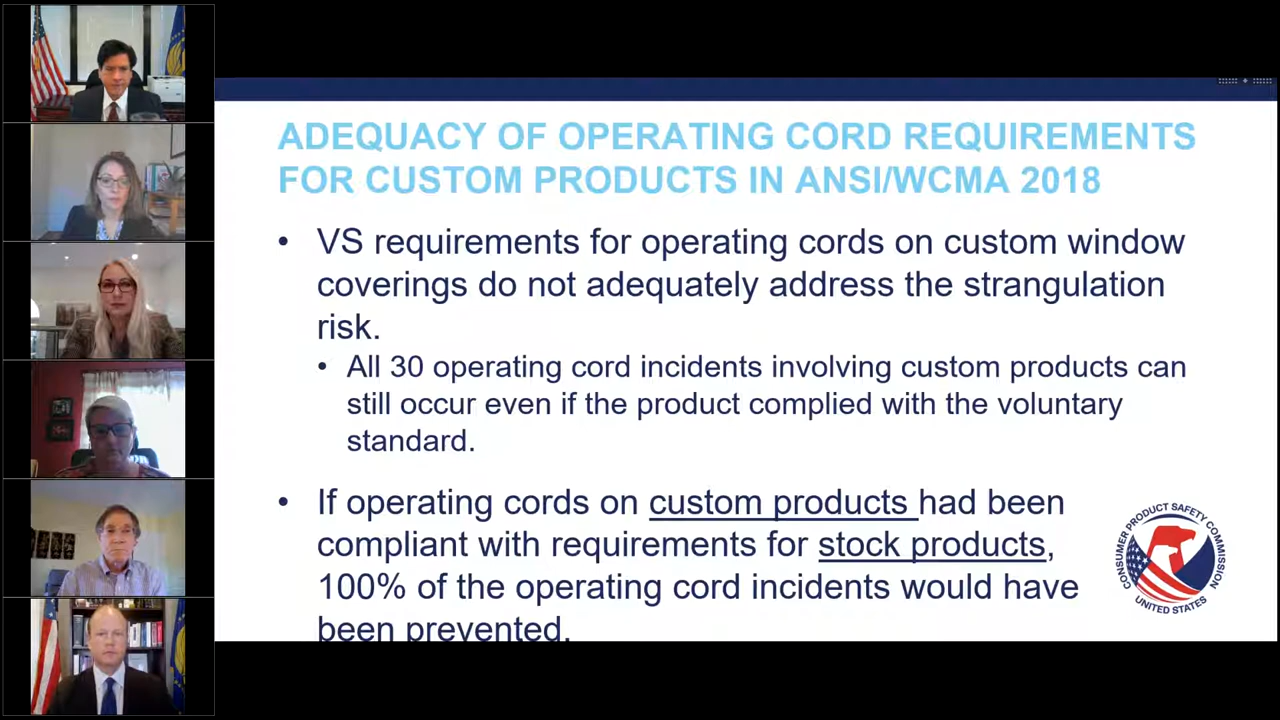 ADEQUACY OF OPERATING CORD REQUIREMENTS
FOR CUSTOM PRODUCTS IN ANSI/WCMA 2018
• VS requirements for operating cords on custom window
coverings do not adequately address the strangulation
risk.
• All 30 operating cord incidents involving custom products can
still occur even if the product complied with the voluntary
standard.
• If operating cords on custom products had been
compliant with requirements for stock products,
100% of the operating cord incidents would have
been prevented.
CONSUMER PRODUCT SAFETY COMMISSION
UNITED STATES